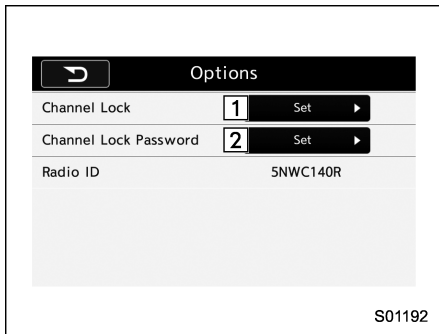 Options
Channel Lock 1 Set
Channel Lock Password 2 Set
Radio ID 5NWC140R
S01192